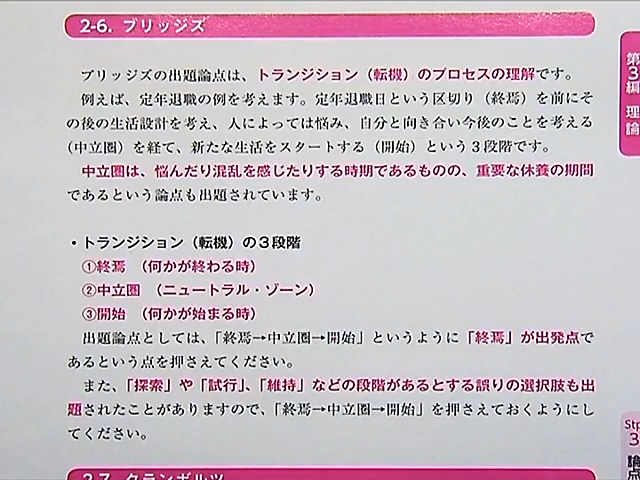 2-6. ブリッジズ
ブリッジズの出題論点は、トランジション（転機）のプロセスの理解です。
例えば、定年退職の例を考えます。定年退職日という区切り（終焉）を前にそ
の後の生活設計を考え、人によっては悩み、自分と向き合い今後のことを考える
（中立圏）を経て、新たな生活をスタートする（開始）という３段階です。
中立圏は、悩んだり混乱を感じたりする時期であるものの、重要な休養の期間
であるという論点も出題されています。
・トランジション（転機）の３段階
①終焉　（何かが終わる時）
②中立圏　（ニュートラル・ゾーン）
③開始　（何かが始まる時）
出題論点としては、「終焉→中立圏→開始」というように「終焉」が出発点で
あるという点を押さえてください。
また、「探索」や「試行」、「維持」などの段階があるとする誤りの選択肢も出
題されたことがありますので、「終焉→中立圏→開始」を押さえておくようにし
てください。
2-7. クランボルツ
第
3
編
理
論
Stp
3
論
点